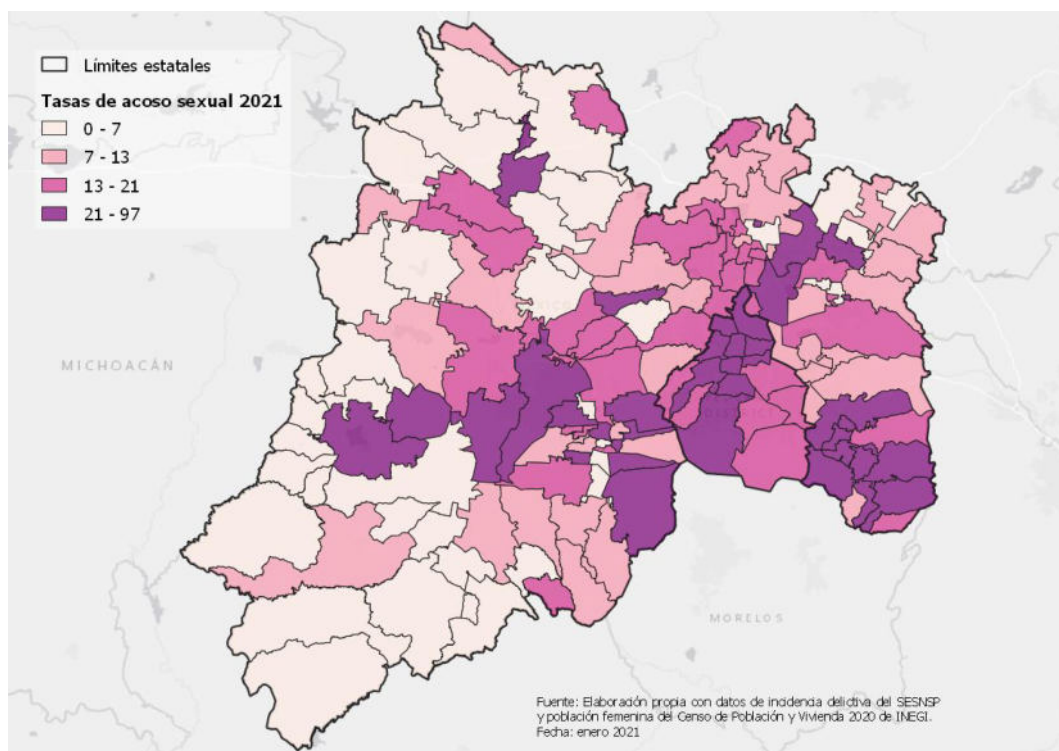 Límites estatales
Tasas de acoso sexual 2021
0 - 7
7 - 13
13 - 21
21 - 97
MICHOACÁN
DISTRICT
MORELOS
Fuente: Elaboración propia con datos de incidencia delictiva del SESNSP
y población femenina del Censo de Población y Vivienda 2020 de INEGI.
Fecha: enero 2021